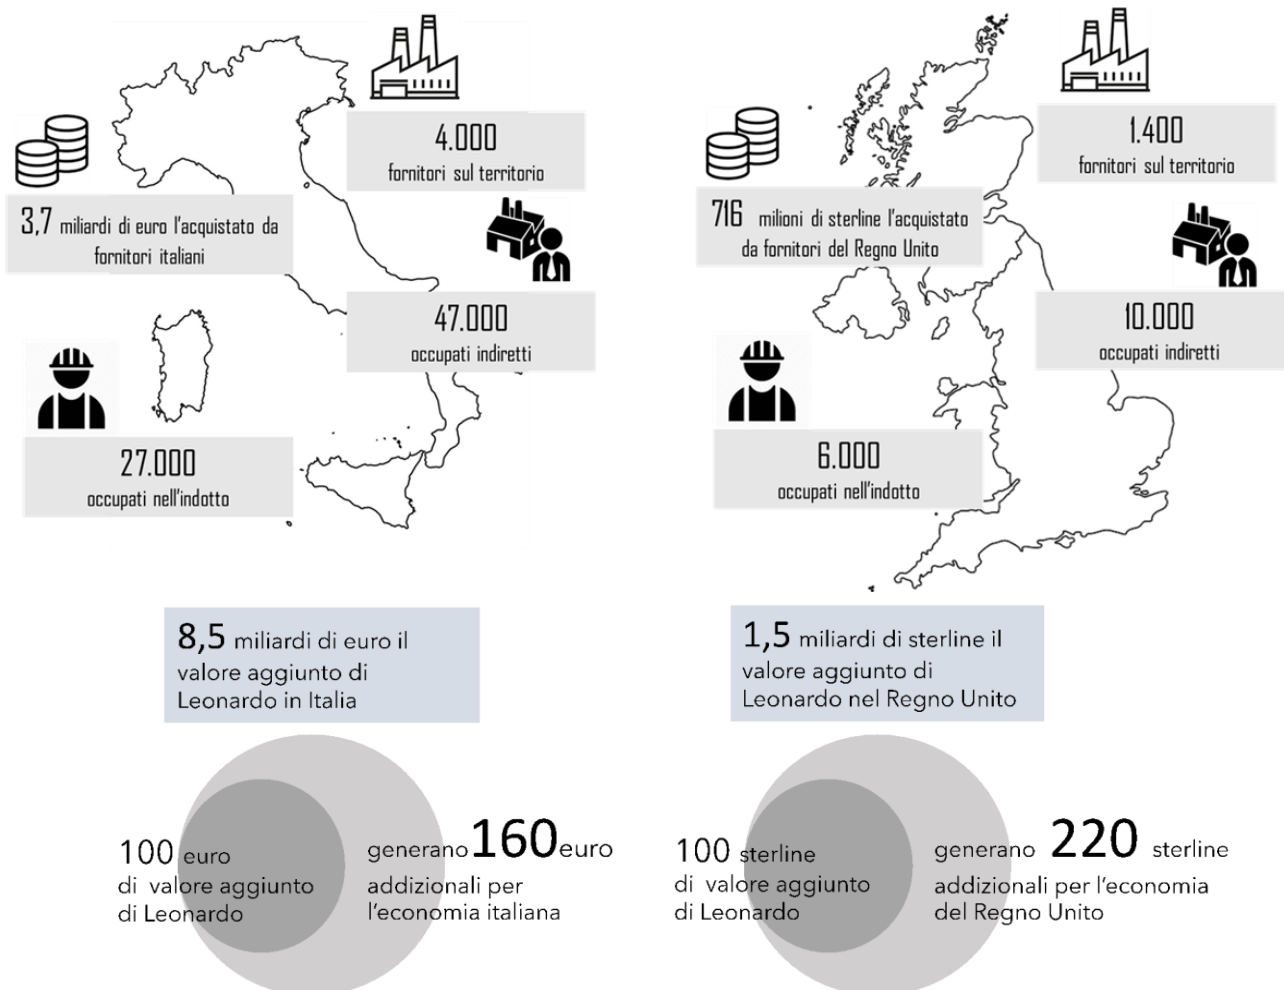 4.000
fornitori sul territorio
3,7 miliardi di euro l'acquistato da
fornitori italiani
47.000
occupati indiretti
27.000
occupati nell'indotto
1.400
fornitori sul territorio
716 milioni di sterline l'acquistato
da fornitori del Regno Unito
10.000
occupati indiretti
6.000
occupati nell'indotto
8,5 miliardi di euro il
valore aggiunto di
Leonardo in Italia
1,5 miliardi di sterline il
valore aggiunto di
Leonardo nel Regno Unito
100 euro
di valore aggiunto
di Leonardo
generano 160 euro
addizionali per
l'economia italiana
100 sterline
di valore aggiunto
di Leonardo
generano 220 sterline
addizionali per l'economia
del Regno Unito